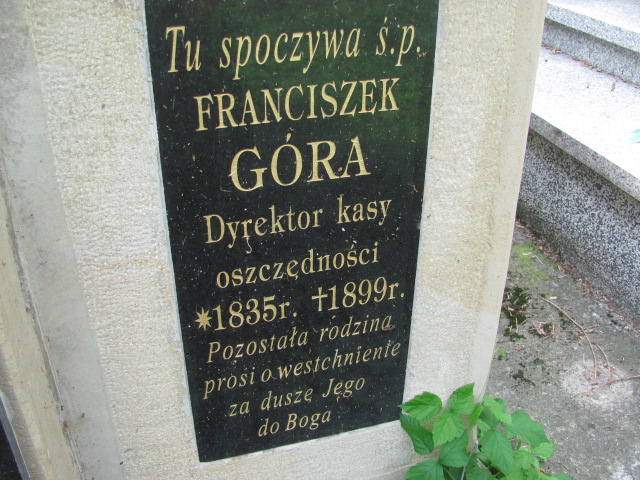 Tu spoczywa ś.p.
FRANCISZEK
GÓRA
Dyrektor kasy
oszczędności
*1835r. †1899r.
Pozostała rodzina
prosi o westchnienie
za duszę Jego
do Boga